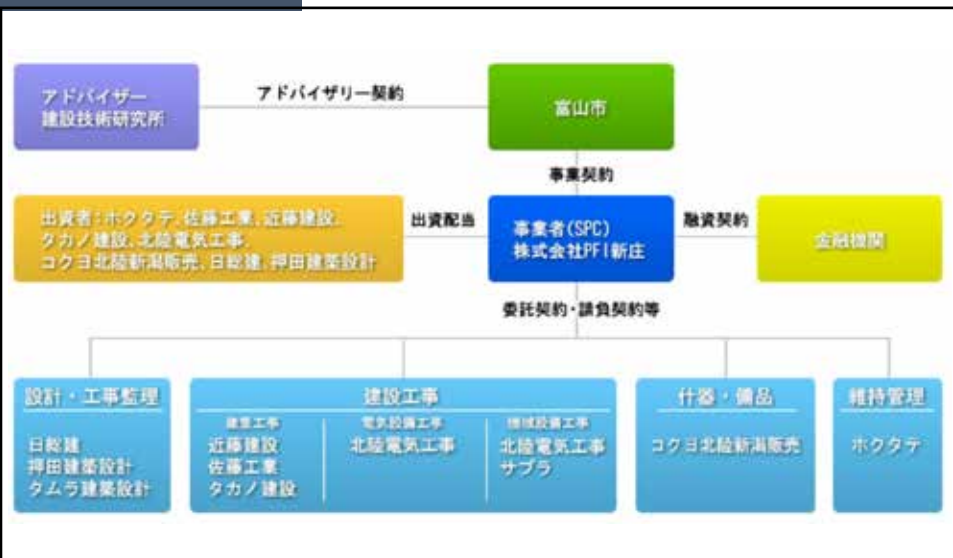 アドバイザー
建設技術研究所
アドバイザリー契約
富山市
事業契約
出資者:ホクタテ、佐藤工業、近藤建設、
タカノ建設、北陸電気工事、
コクヨ北陸新潟販売、日総建、押田建築設計
出資配当
事業者(SPC)
株式会社PFI新庄
融資契約
金融機関
委託契約・請負契約等
設計・工事監理
日総建
押田建築設計
タムラ建築設計
建設工事
建築工事
近藤建設
佐藤工業
タカノ建設
電気設備工事
北陸電気工事
機械設備工事
北陸電気工事
サブラ
什器・備品
コクヨ北陸新潟販売
維持管理
ホクタテ